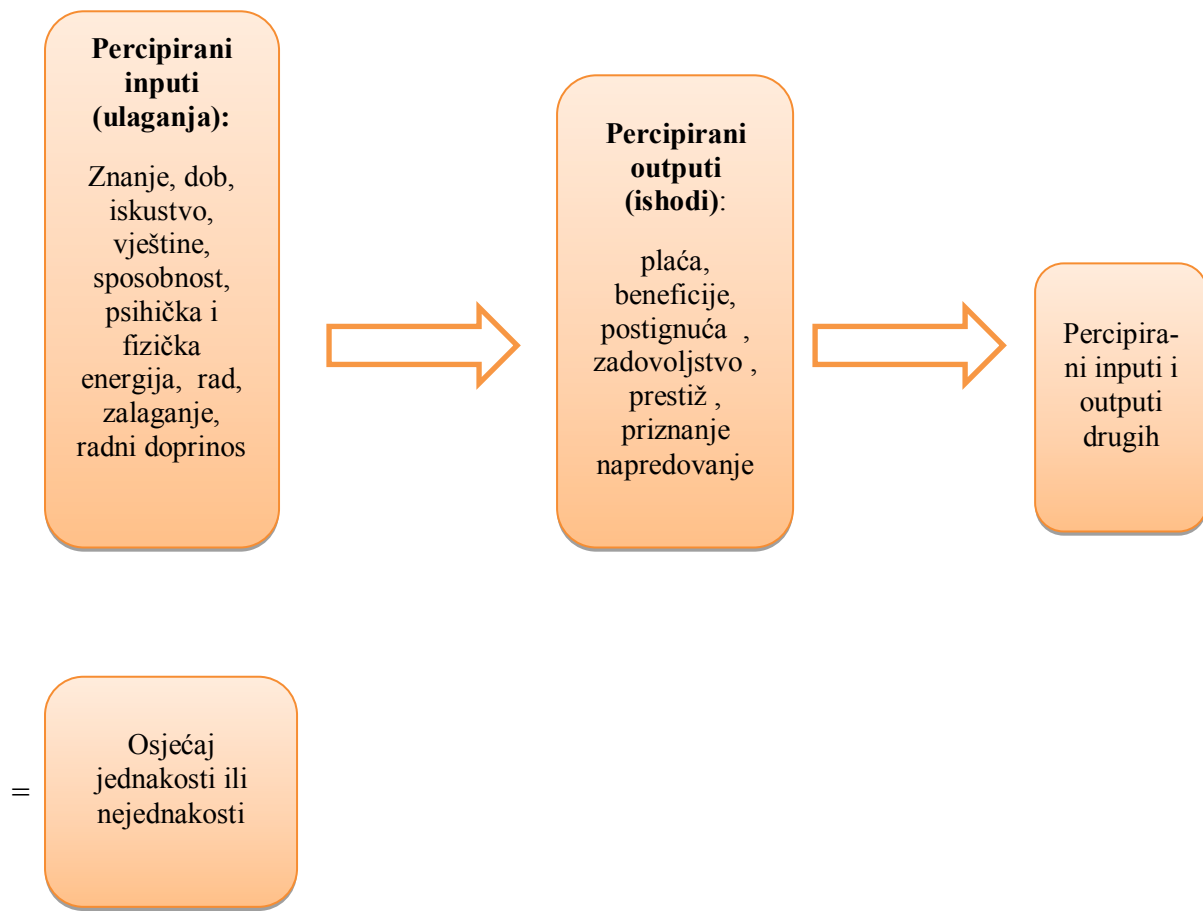 Percipirani
inputi
(ulaganja):
Znanje, dob,
iskustvo,
vještine,
sposobnost,
psihička i
fizička
energija, rad,
zalaganje,
radni doprinos
Percipirani
outputi
(ishodi):
plaća,
beneficije,
postignuća ,
zadovoljstvo ,
prestiž ,
priznanje
napredovanje
Percipira-
ni inputi i
outputi
drugih
=
Osjećaj
jednakosti ili
nejednakosti